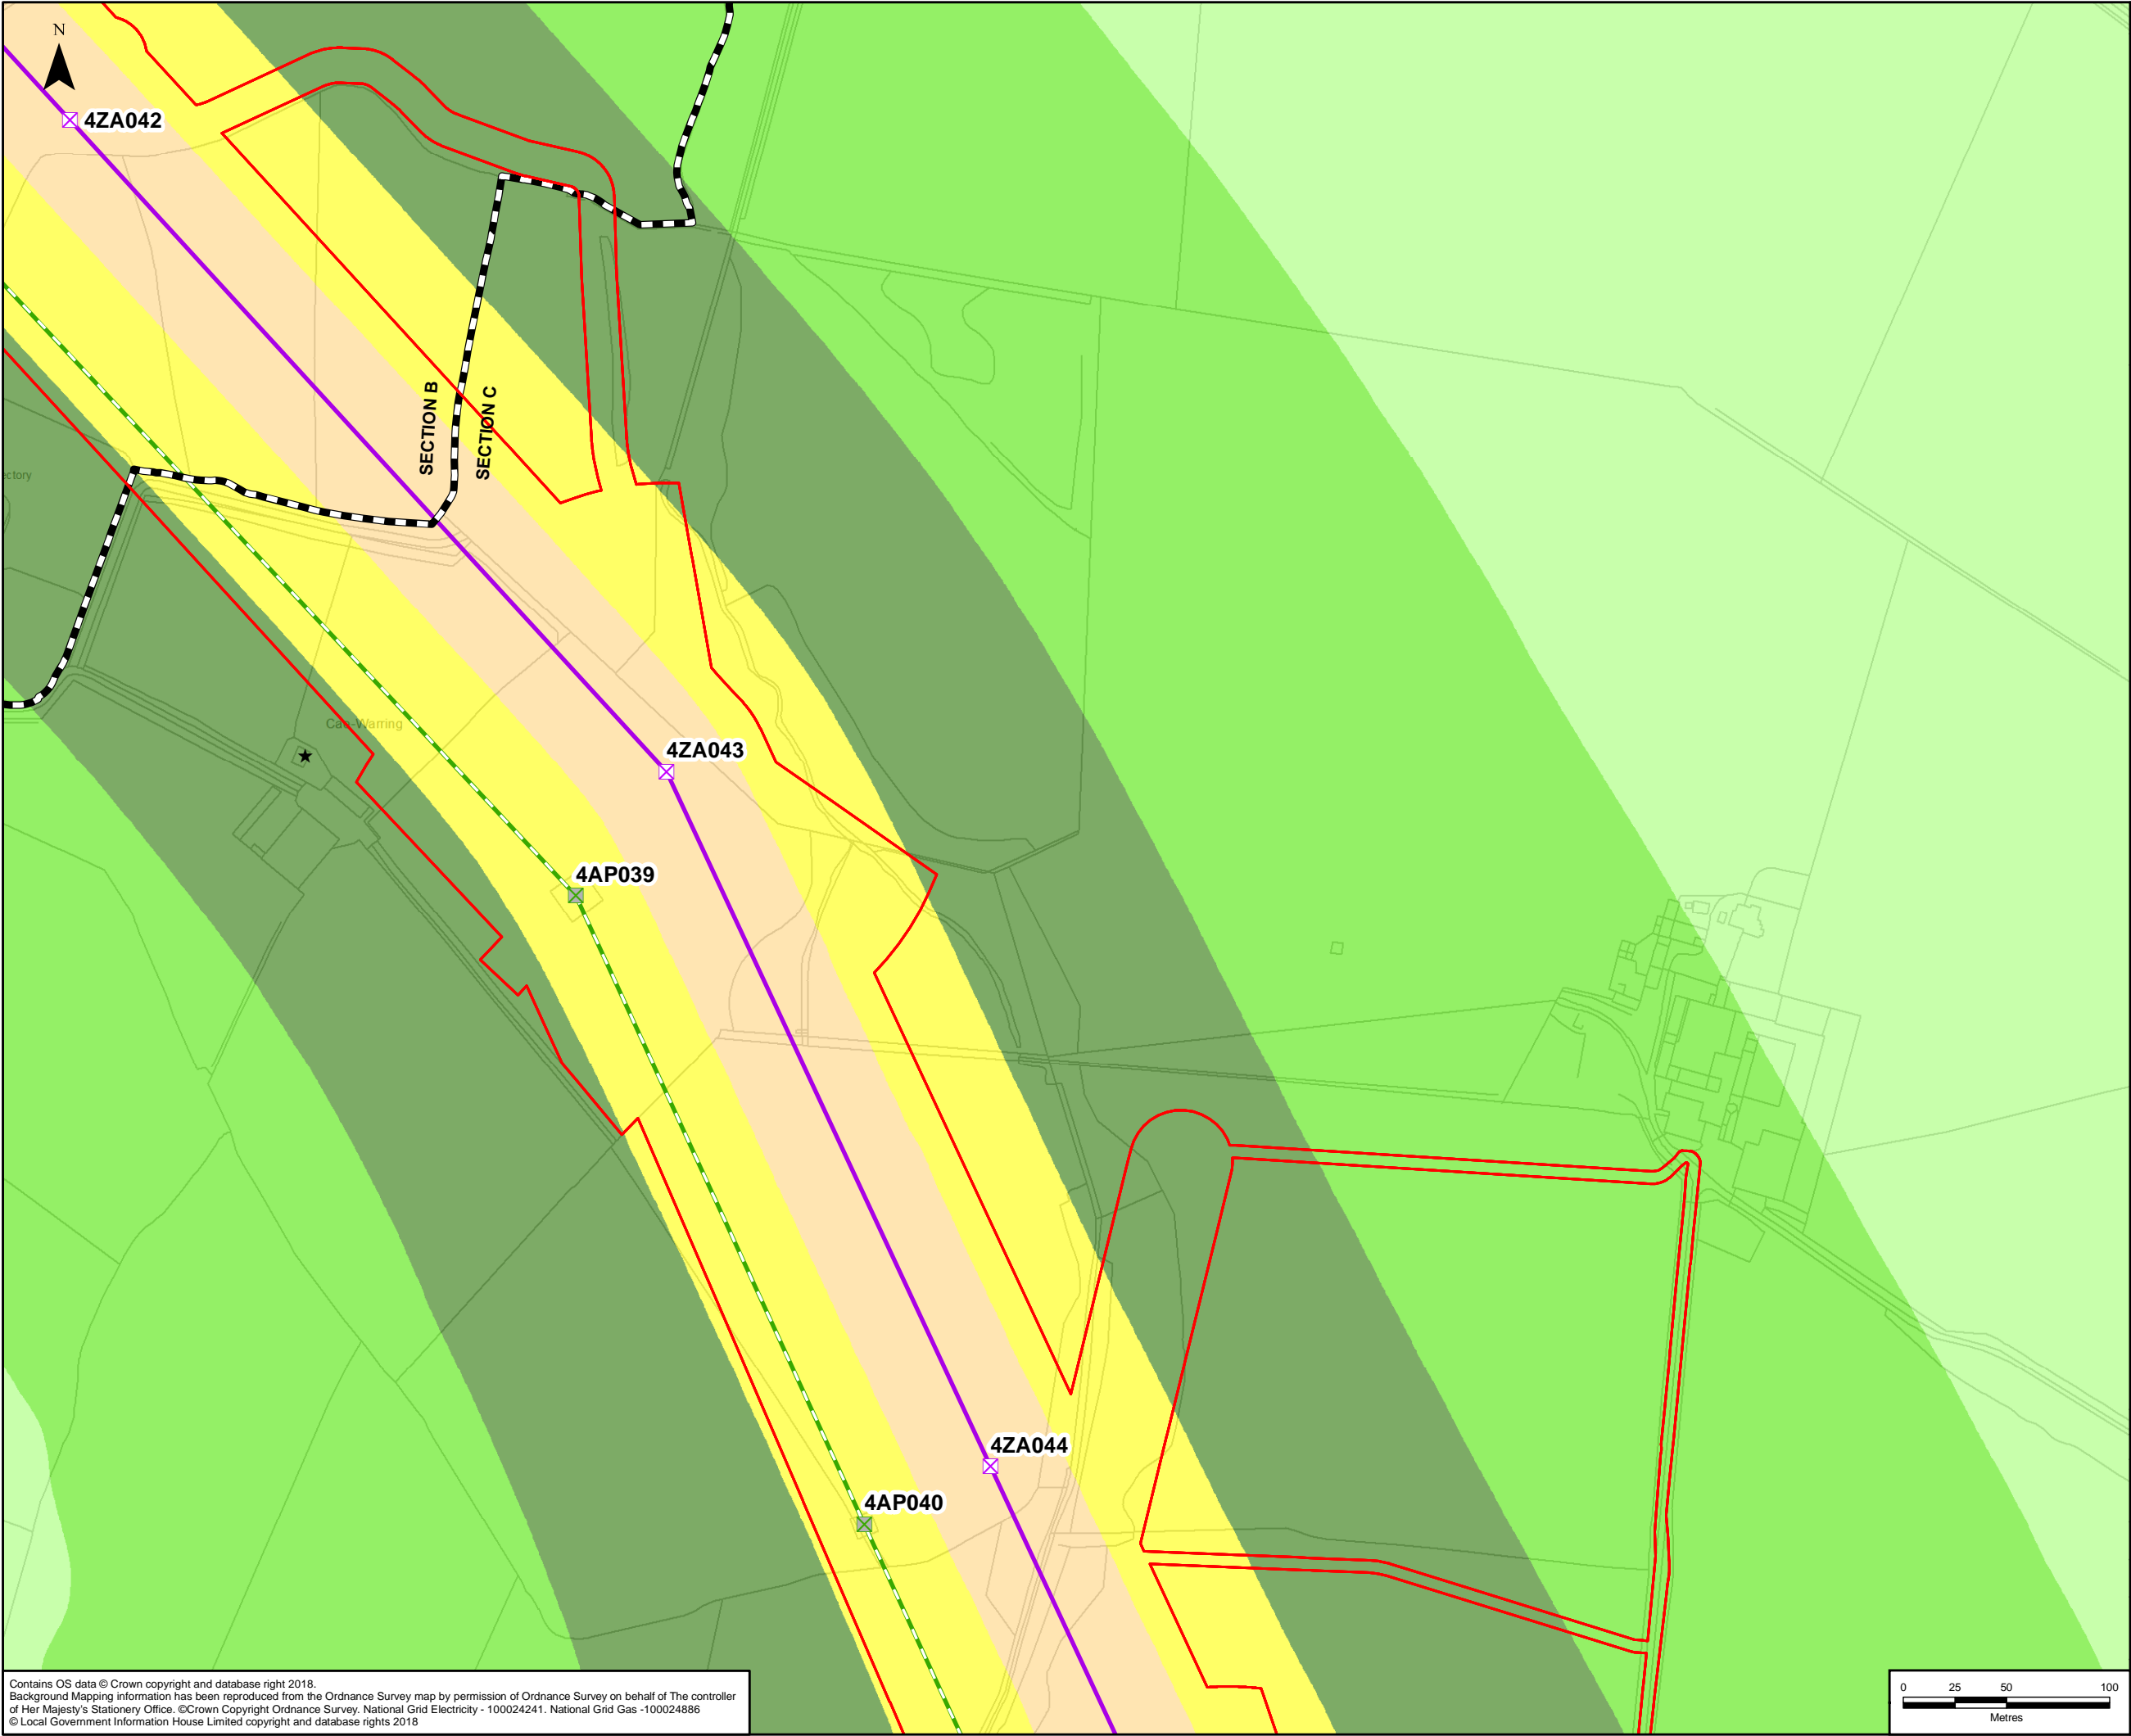 N
4ZA042
SECTION B
SECTION C
ectory
4ZA043
4AP039
4ZA044
4AP040
Contains OS data © Crown copyright and database right 2018.
Background Mapping information has been reproduced from the Ordnance Survey map by permission of Ordnance Survey on behalf of The controller
of Her Majesty's Stationery Office. ©Crown Copyright Ordnance Survey. National Grid Electricity - 100024241. National Grid Gas -100024886
© Local Government Information House Limited copyright and database rights 2018
0 25 50 100
Metres